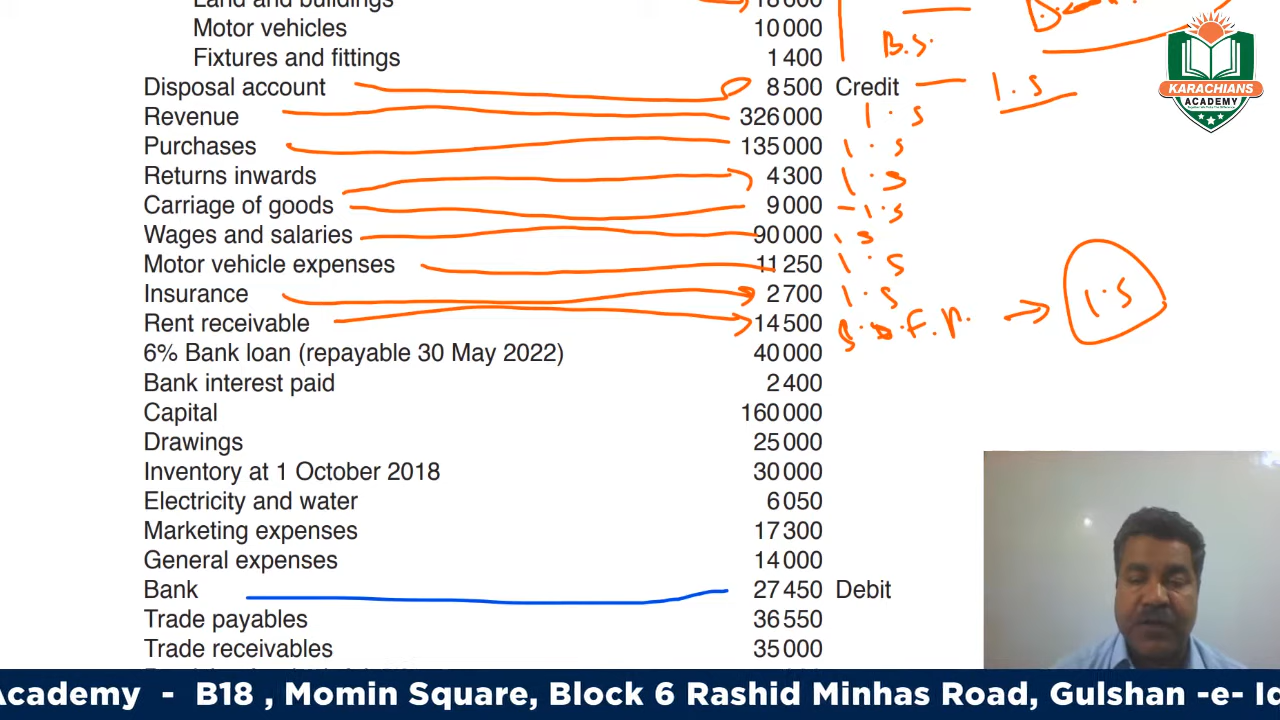 Land and buildings 18 000
Motor vehicles 10 000
B.S.
Fixtures and fittings 1 400
Disposal account 8 500 Credit I.S
Revenue 326 000 I.S
Purchases 135 000 I.S
Returns inwards 4 300 I.S
Carriage of goods 9 000 I.S
Wages and salaries 90 000 I S
Motor vehicle expenses 11 250 I.S
Insurance 2 700 I.S
Rent receivable 14 500 I.S
6% Bank loan (repayable 30 May 2022) 40 000
Bank interest paid 2 400
Capital 160 000
Drawings 25 000
Inventory at 1 October 2018 30 000
Electricity and water 6 050
Marketing expenses 17 300
General expenses 14 000
Bank 27 450 Debit
Trade payables 36 550
Trade receivables 35 000
KARACHIANS
ACADEMY
Academy - B18 , Momin Square, Block 6 Rashid Minhas Road, Gulshan -e- Id